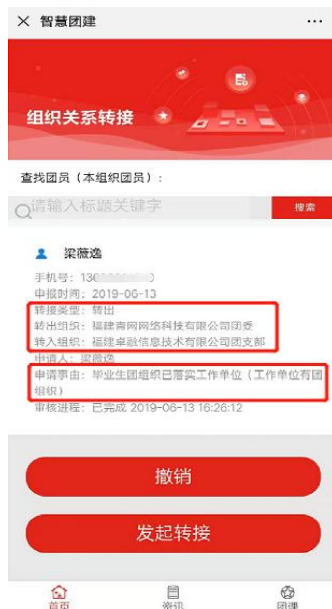 智慧团建
组织关系转接
查找团员（本组织团员）:
请输入标题关键字
搜索
梁薇逸
手机号: 13
申报时间: 2019-06-13
转接类型: 转出
转出组织: 福建青网网络科技有限公司团委
转入组织: 福建卓融信息技术有限公司团支部
申请人: 梁薇逸
申请事由: 毕业生团组织已落实工作单位（工作单位有团
组织）
审核进程: 已完成 2019-06-13 16:26:12
撤销
发起转接
首页
资讯
团课